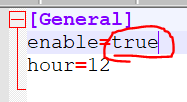 [General]
enable=true
hour=12